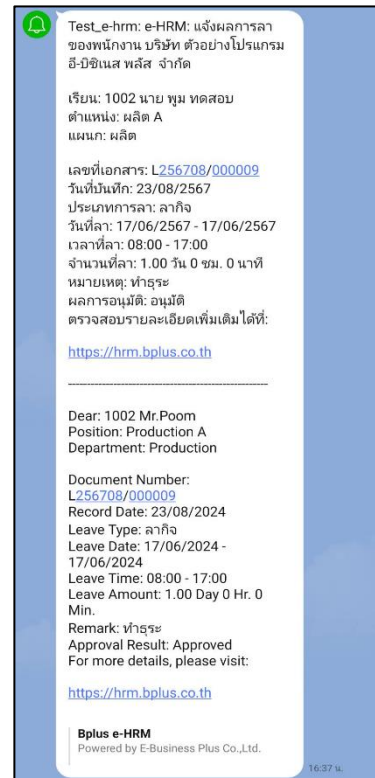 Test_e-hrm: e-HRM: แจ้งผลการลา
ของพนักงาน บริษัท ตัวอย่างโปรแกรม
อี-บิซิเนส พลัส จำกัด
เรียน: 1002 นาย พูม ทดสอบ
ตำแหน่ง: ผลิต A
แผนก: ผลิต
เลขที่เอกสาร: L256708/000009
วันที่บันทึก: 23/08/2567
ประเภทการลา: ลากิจ
วันที่ลา: 17/06/2567 - 17/06/2567
เวลาที่ลา: 08:00 - 17:00
จำนวนที่ลา: 1.00 วัน 0 ชม. 0 นาที
หมายเหตุ: ทำธุระ
ผลการอนุมัติ: อนุมัติ
ตรวจสอบรายละเอียดเพิ่มเติมได้ที่:
https://hrm.bplus.co.th
--------------------------------------------------
Dear: 1002 Mr.Poom
Position: Production A
Department: Production
Document Number:
L256708/000009
Record Date: 23/08/2024
Leave Type: ลากิจ
Leave Date: 17/06/2024 -
17/06/2024
Leave Time: 08:00 - 17:00
Leave Amount: 1.00 Day 0 Hr. 0
Min.
Remark: ทำธุระ
Approval Result: Approved
For more details, please visit:
https://hrm.bplus.co.th
Bplus e-HRM
Powered by E-Business Plus Co.,Ltd.
16:37 น.